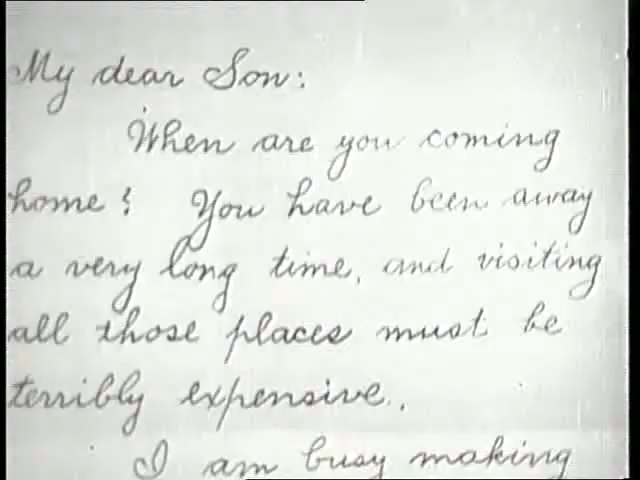 My dear Son:
When are you coming
home? You have been away
a very long time, and visiting
all those places must be
terribly expensive.
I am busy making